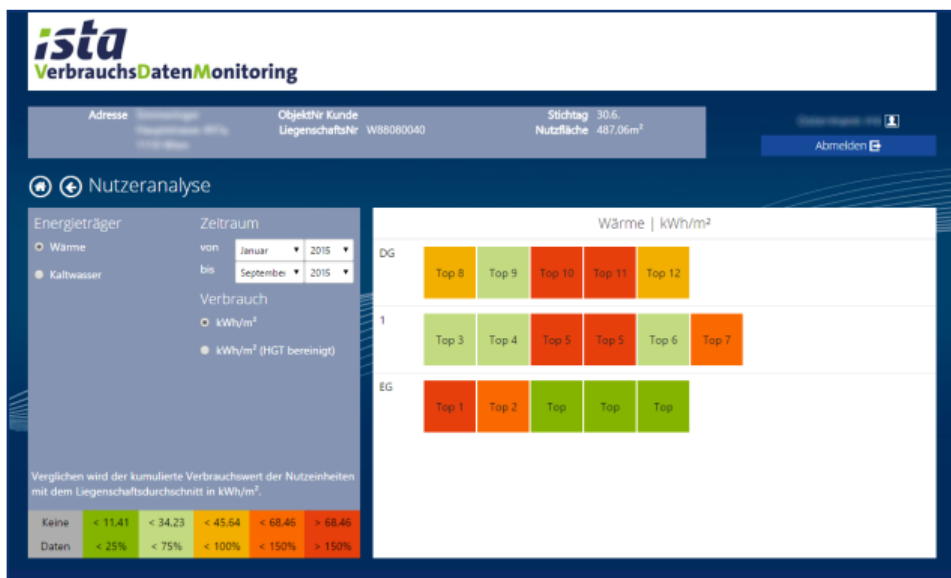 ista
VerbrauchsDatenMonitoring
Adresse
ObjektNr Kunde
LiegenschaftsNr W88080040
Stichtag 30.6.
Nutzfläche 487,06m²
Abmelden
Nutzeranalyse
Energieträger
Wärme
Kaltwasser
Zeitraum
von Januar 2015
bis September 2015
Verbrauch
kWh/m²
kWh/m² (HGT bereinigt)
Verglichen wird der kumulierte Verbrauchswert der Nutzeinheiten
mit dem Liegenschaftsdurchschnitt in kWh/m².
Keine < 11,41 < 34,23 < 45,64 < 68,46 > 68,46
Daten < 25% < 75% < 100% < 150% > 150%
Wärme | kWh/m²
DG
Top 8 Top 9 Top 10 Top 11 Top 12
1
Top 3 Top 4 Top 5 Top 5 Top 6 Top 7
EG
Top 1 Top 2 Top Top Top